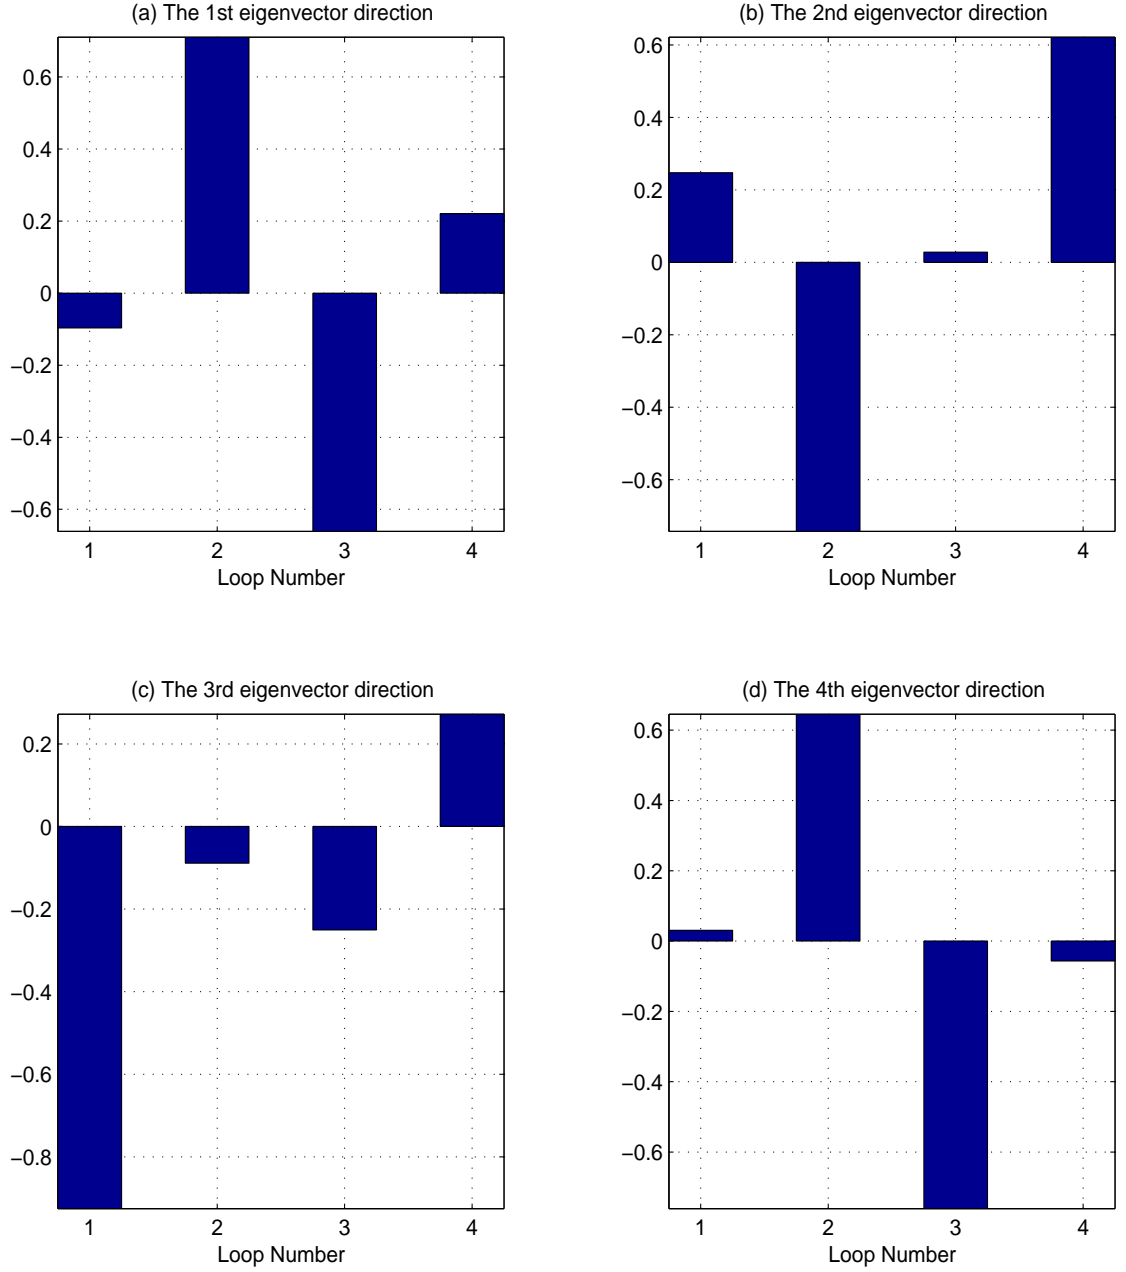 (a) The 1st eigenvector direction
0.6
0.4
0.2
0
−0.2
−0.4
−0.6
1 2 3 4
Loop Number
(b) The 2nd eigenvector direction
0.6
0.4
0.2
0
−0.2
−0.4
−0.6
1 2 3 4
Loop Number
(c) The 3rd eigenvector direction
0.2
0
−0.2
−0.4
−0.6
−0.8
1 2 3 4
Loop Number
(d) The 4th eigenvector direction
0.6
0.4
0.2
0
−0.2
−0.4
−0.6
1 2 3 4
Loop Number